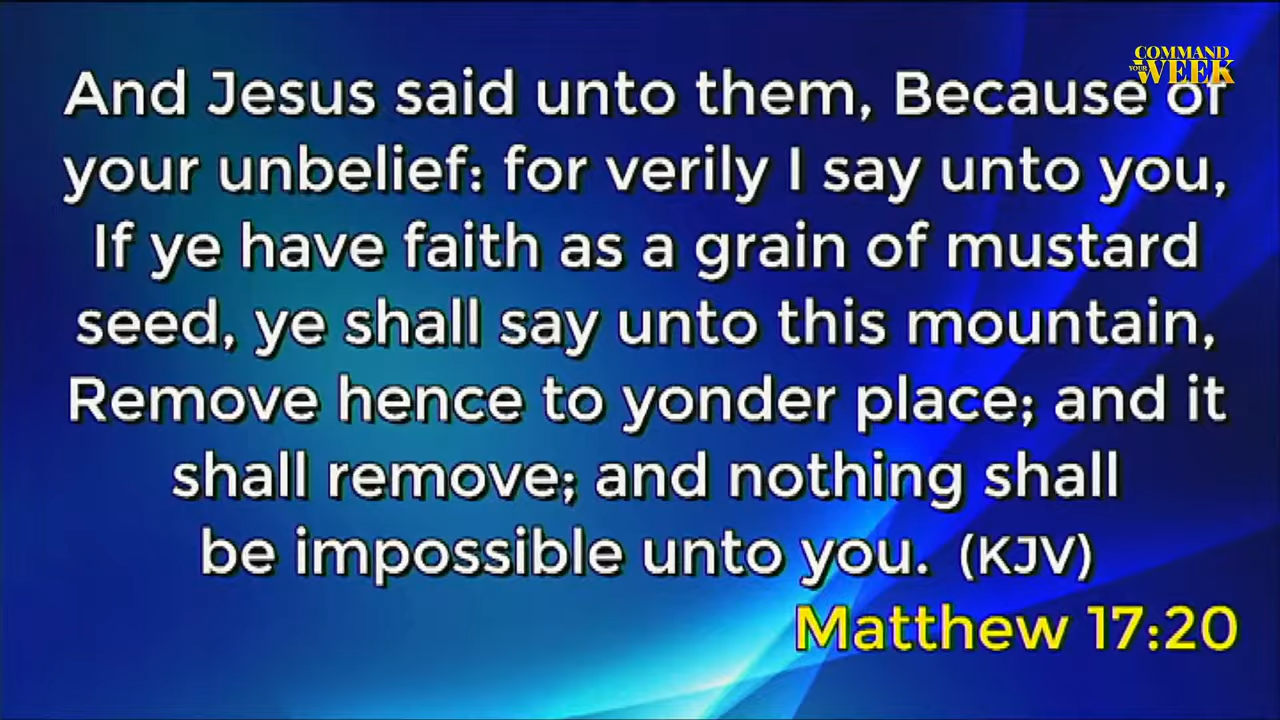 COMMAND
YOUR WEEK
And Jesus said unto them, Because of
your unbelief: for verily I say unto you,
If ye have faith as a grain of mustard
seed, ye shall say unto this mountain,
Remove hence to yonder place; and it
shall remove; and nothing shall
be impossible unto you. (KJV)
Matthew 17:20